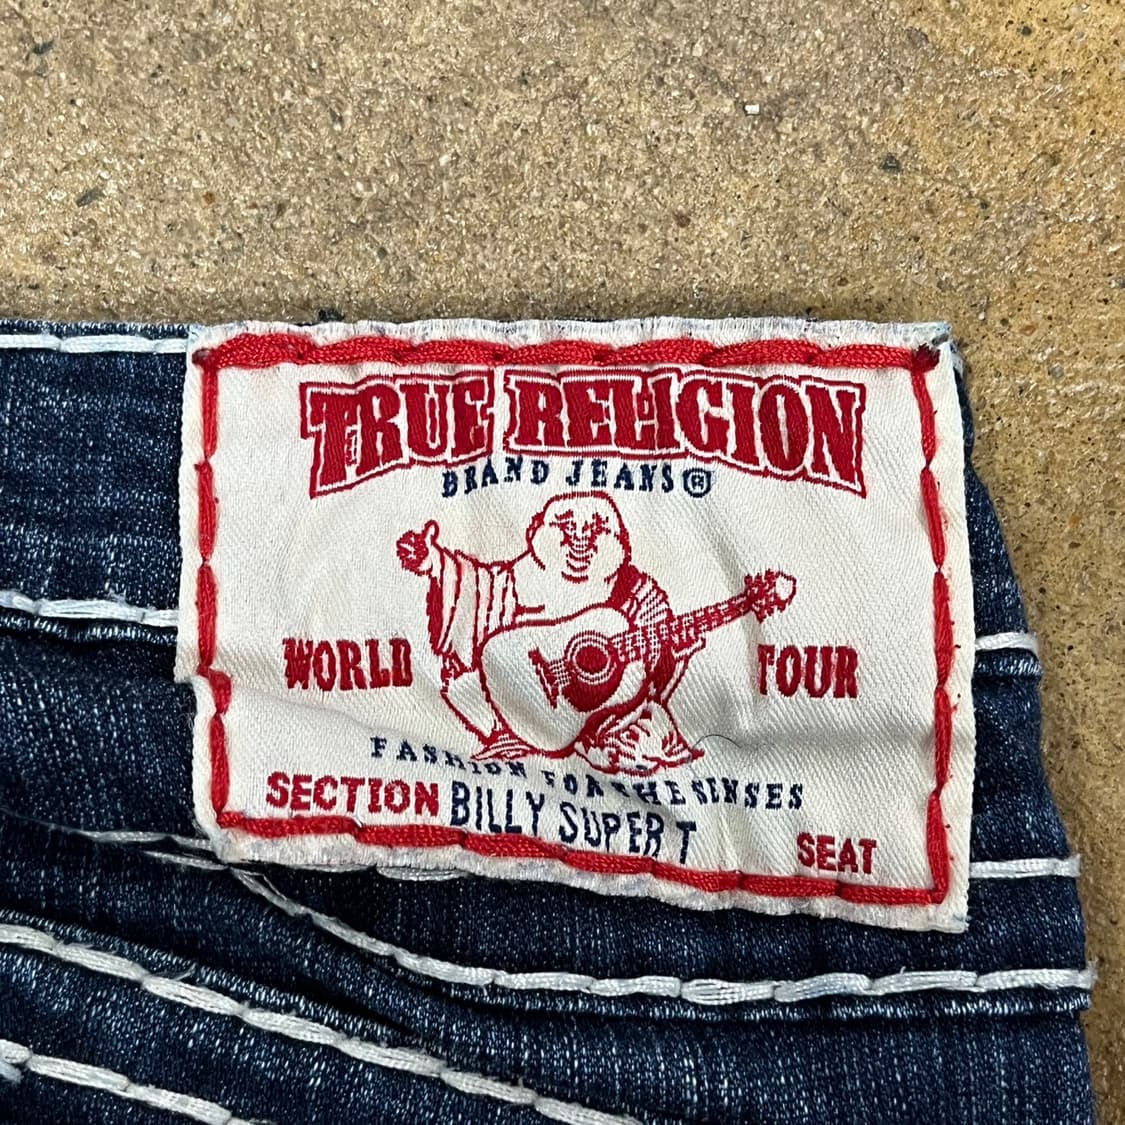 TRUE RELIGION
BRAND JEANS®
WORLD TOUR
FASHION FOR THE SENSES
SECTION BILLY SUPER T SEAT